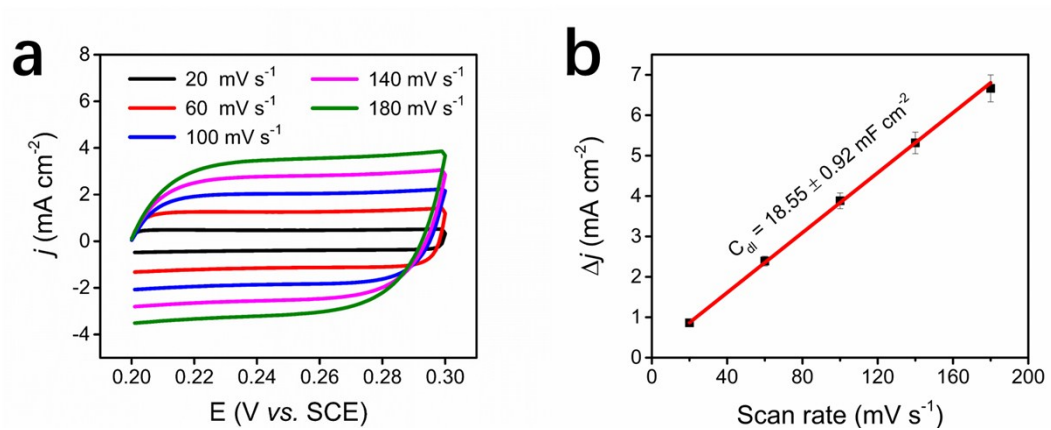 a
8
6
4
2
0
-2
-4
j (mA cm⁻²)
20 mV s⁻¹
60 mV s⁻¹
100 mV s⁻¹
140 mV s⁻¹
180 mV s⁻¹
0.20 0.22 0.24 0.26 0.28 0.30
E (V vs. SCE)
b
7
6
5
4
3
2
1
0
Δj (mA cm⁻²)
C_dl = 18.55 ± 0.92 mF cm⁻²
0 40 80 120 160 200
Scan rate (mV s⁻¹)